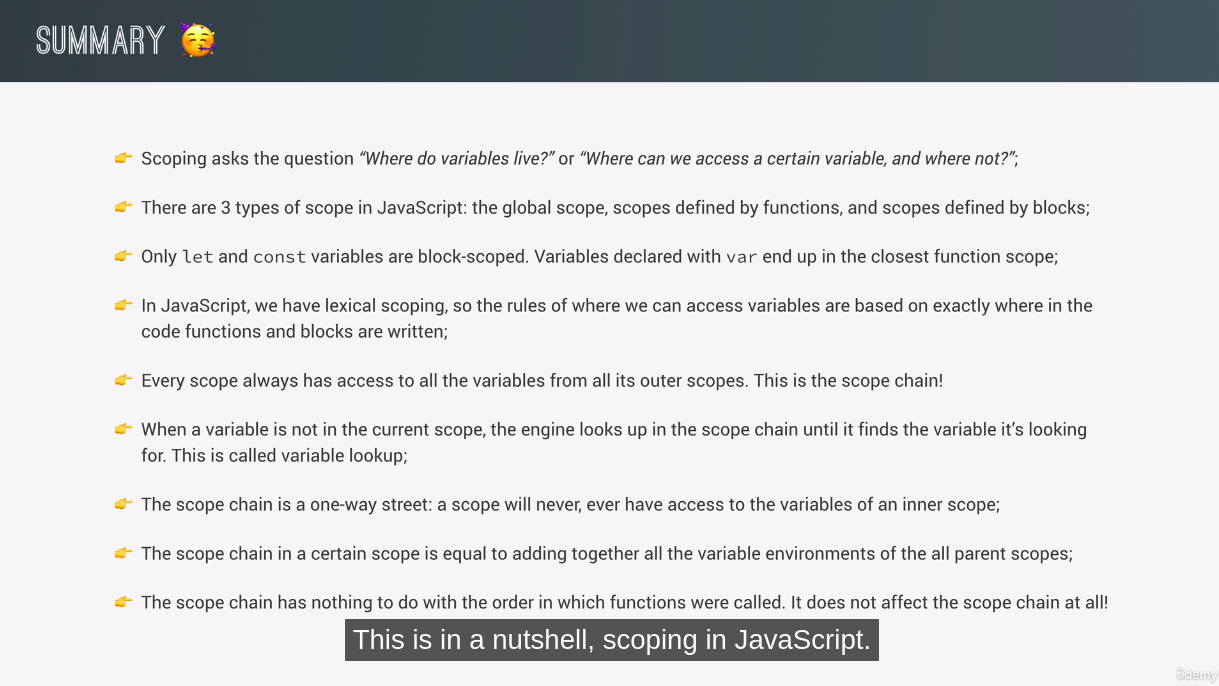 SUMMARY 🥳
👉 Scoping asks the question “Where do variables live?” or “Where can we access a certain variable, and where not?”;
👉 There are 3 types of scope in JavaScript: the global scope, scopes defined by functions, and scopes defined by blocks;
👉 Only let and const variables are block-scoped. Variables declared with var end up in the closest function scope;
👉 In JavaScript, we have lexical scoping, so the rules of where we can access variables are based on exactly where in the
code functions and blocks are written;
👉 Every scope always has access to all the variables from all its outer scopes. This is the scope chain!
👉 When a variable is not in the current scope, the engine looks up in the scope chain until it finds the variable it’s looking
for. This is called variable lookup;
👉 The scope chain is a one-way street: a scope will never, ever have access to the variables of an inner scope;
👉 The scope chain in a certain scope is equal to adding together all the variable environments of the all parent scopes;
👉 The scope chain has nothing to do with the order in which functions were called. It does not affect the scope chain at all!
This is in a nutshell, scoping in JavaScript.
ûdemy